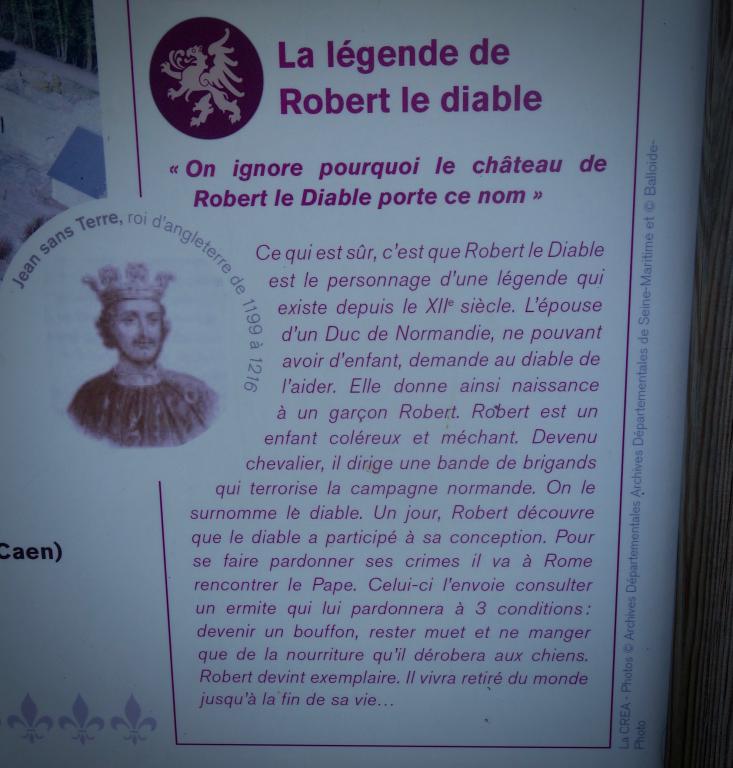 La légende de
Robert le diable
« On ignore pourquoi le château de
Robert le Diable porte ce nom »
Jean sans Terre, roi d'angleterre de 1199 à 1216
Ce qui est sûr, c'est que Robert le Diable
est le personnage d'une légende qui
existe depuis le XIIe siècle. L'épouse
d'un Duc de Normandie, ne pouvant
avoir d'enfant, demande au diable de
l'aider. Elle donne ainsi naissance
à un garçon Robert. Robert est un
enfant coléreux et méchant. Devenu
chevalier, il dirige une bande de brigands
qui terrorise la campagne normande. On le
surnomme le diable. Un jour, Robert découvre
que le diable a participé à sa conception. Pour
se faire pardonner ses crimes il va à Rome
rencontrer le Pape. Celui-ci l'envoie consulter
un ermite qui lui pardonnera à 3 conditions :
devenir un bouffon, rester muet et ne manger
que de la nourriture qu'il dérobera aux chiens.
Robert devint exemplaire. Il vivra retiré du monde
jusqu'à la fin de sa vie...
Caen)
La CREA - Photos © Archives Départementales Archives Départementales de Seine-Maritime et © Balloide-
Photo